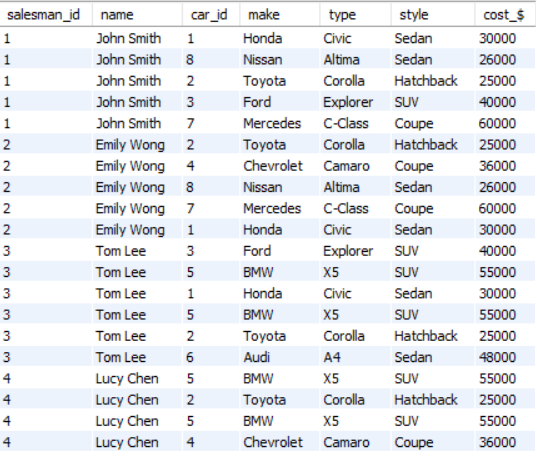 salesman_id name car_id make type style cost_$
1 John Smith 1 Honda Civic Sedan 30000
1 John Smith 8 Nissan Altima Sedan 26000
1 John Smith 2 Toyota Corolla Hatchback 25000
1 John Smith 3 Ford Explorer SUV 40000
1 John Smith 7 Mercedes C-Class Coupe 60000
2 Emily Wong 2 Toyota Corolla Hatchback 25000
2 Emily Wong 4 Chevrolet Camaro Coupe 36000
2 Emily Wong 8 Nissan Altima Sedan 26000
2 Emily Wong 7 Mercedes C-Class Coupe 60000
2 Emily Wong 1 Honda Civic Sedan 30000
3 Tom Lee 3 Ford Explorer SUV 40000
3 Tom Lee 5 BMW X5 SUV 55000
3 Tom Lee 1 Honda Civic Sedan 30000
3 Tom Lee 5 BMW X5 SUV 55000
3 Tom Lee 2 Toyota Corolla Hatchback 25000
3 Tom Lee 6 Audi A4 Sedan 48000
4 Lucy Chen 5 BMW X5 SUV 55000
4 Lucy Chen 2 Toyota Corolla Hatchback 25000
4 Lucy Chen 5 BMW X5 SUV 55000
4 Lucy Chen 4 Chevrolet Camaro Coupe 36000